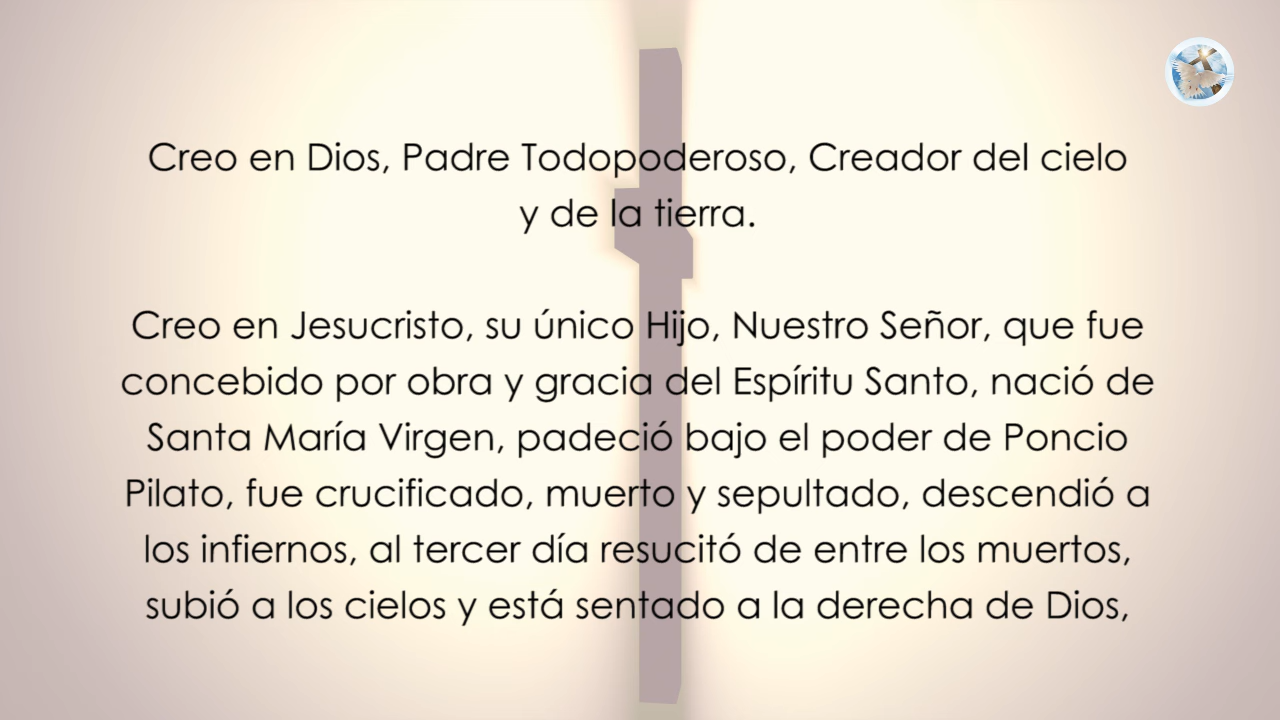 Creo en Dios, Padre Todopoderoso, Creador del cielo
y de la tierra.
Creo en Jesucristo, su único Hijo, Nuestro Señor, que fue
concebido por obra y gracia del Espíritu Santo, nació de
Santa María Virgen, padeció bajo el poder de Poncio
Pilato, fue crucificado, muerto y sepultado, descendió a
los infiernos, al tercer día resucitó de entre los muertos,
subió a los cielos y está sentado a la derecha de Dios,